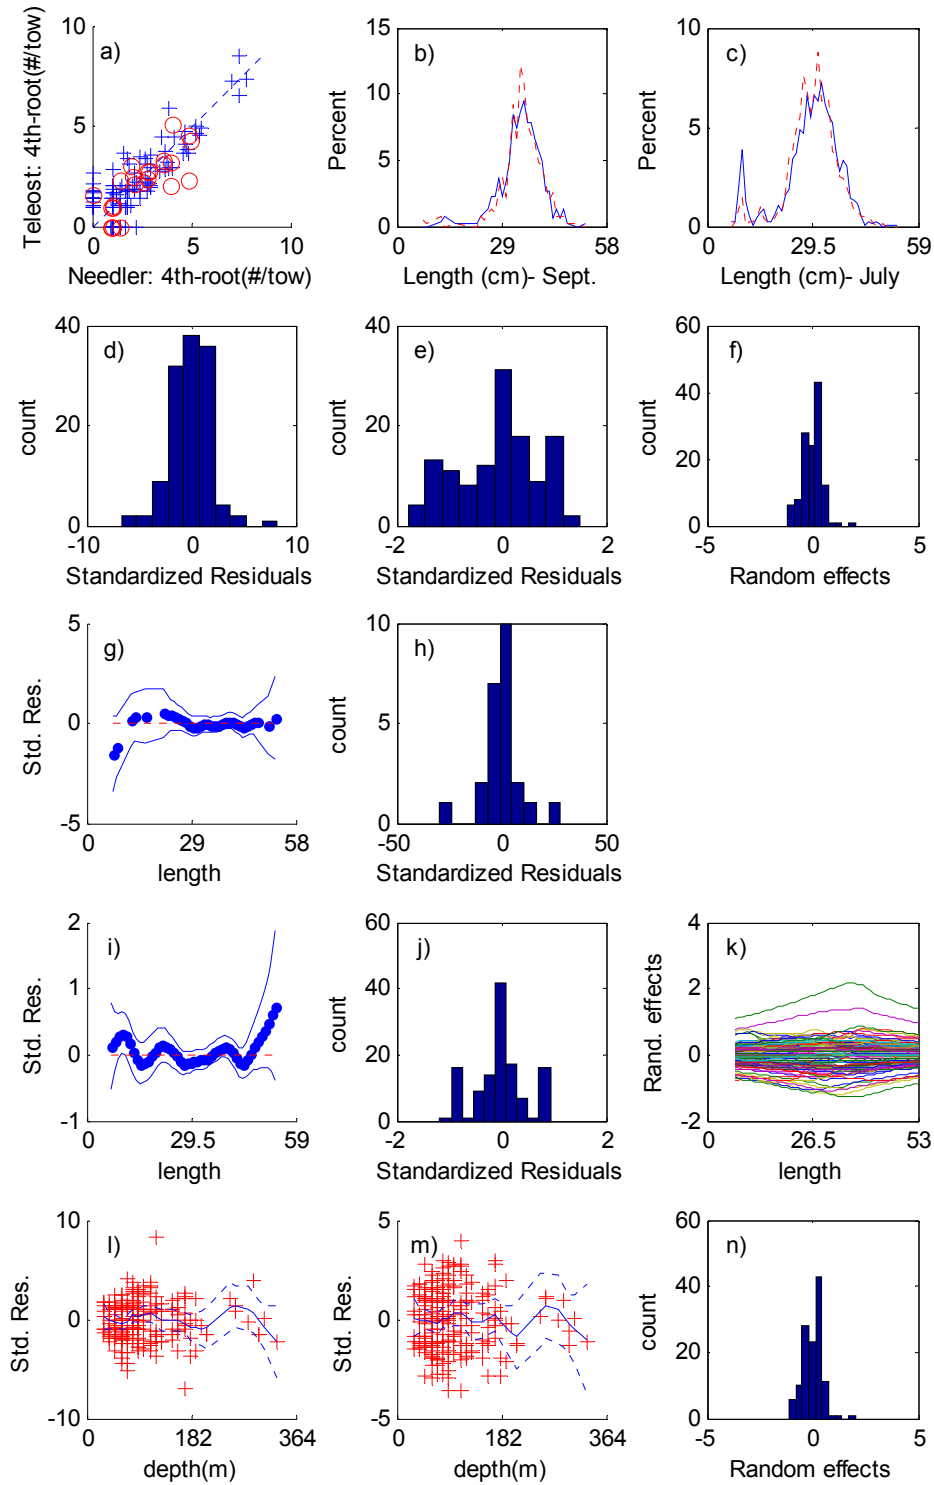 a)
Teleost: 4th-root(#/tow)
10
5
0
0
5
10
Needler: 4th-root(#/tow)
b)
Percent
15
10
5
0
0
29
58
Length (cm)- Sept.
c)
Percent
10
5
0
0
29.5
59
Length (cm)- July
d)
count
40
20
0
-10
0
10
Standardized Residuals
e)
count
40
30
20
10
0
-2
0
2
Standardized Residuals
f)
count
60
40
20
0
-5
0
5
Random effects
g)
Std. Res.
5
0
-5
0
29
58
length
h)
count
10
5
0
-50
0
50
Standardized Residuals
i)
Std. Res.
2
1
0
-1
0
29.5
59
length
j)
count
60
40
20
0
-2
0
2
Standardized Residuals
k)
Rand. effects
4
2
0
-2
0
26.5
53
length
l)
Std. Res.
10
0
-10
0
182
364
depth(m)
m)
Std. Res.
5
0
-5
0
182
364
depth(m)
n)
count
60
40
20
0
-5
0
5
Random effects